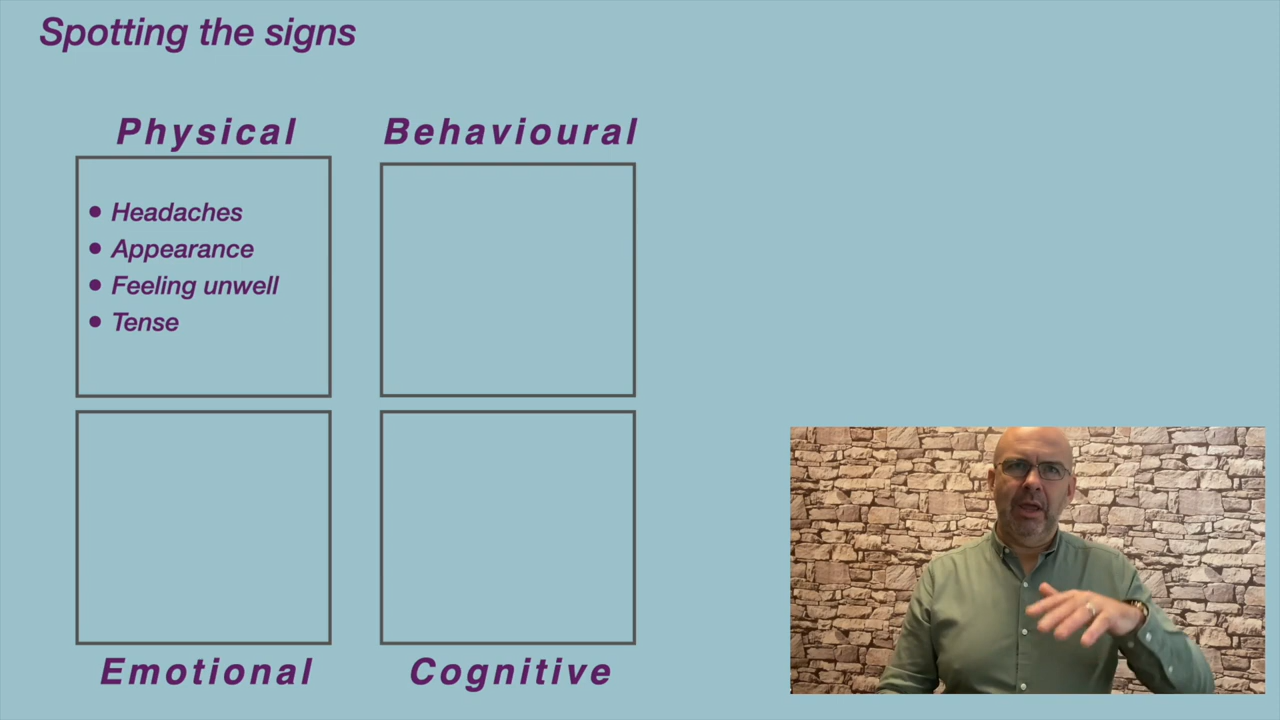 Spotting the signs
Physical
Behavioural
• Headaches
• Appearance
• Feeling unwell
• Tense
Emotional
Cognitive